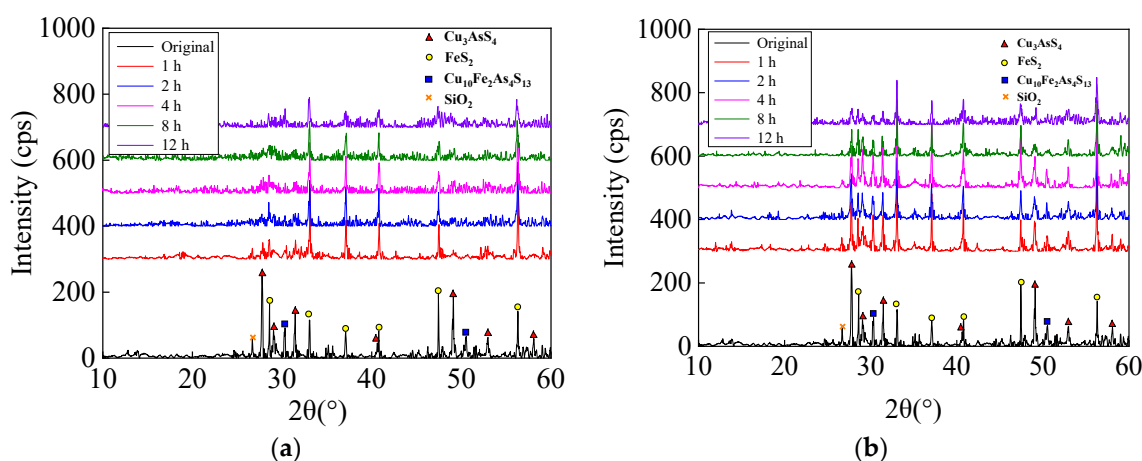 1000
800
600
400
200
0
Intensity (cps)
Original
1 h
2 h
4 h
8 h
12 h
Cu3AsS4
FeS2
Cu10Fe2As4S13
SiO2
10 20 30 40 50 60
2θ(°)
(a)
1000
800
600
400
200
0
Intensity (cps)
Original
1 h
2 h
4 h
8 h
12 h
Cu3AsS4
FeS2
Cu10Fe2As4S13
SiO2
10 20 30 40 50 60
2θ(°)
(b)